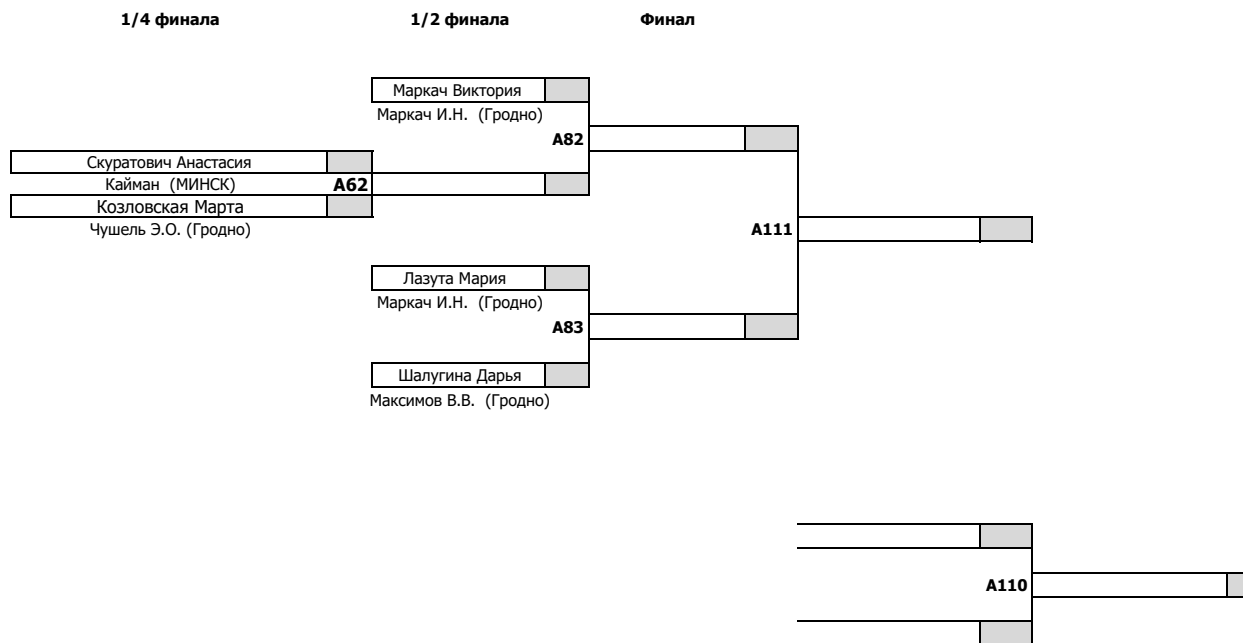 1/4 финала
1/2 финала
Финал
Маркач Виктория
Маркач И.Н. (Гродно)
A82
Скуратович Анастасия
Кайман (МИНСК)
A62
Козловская Марта
Чушель Э.О. (Гродно)
A111
Лазута Мария
Маркач И.Н. (Гродно)
A83
Шалугина Дарья
Максимов В.В. (Гродно)
A110